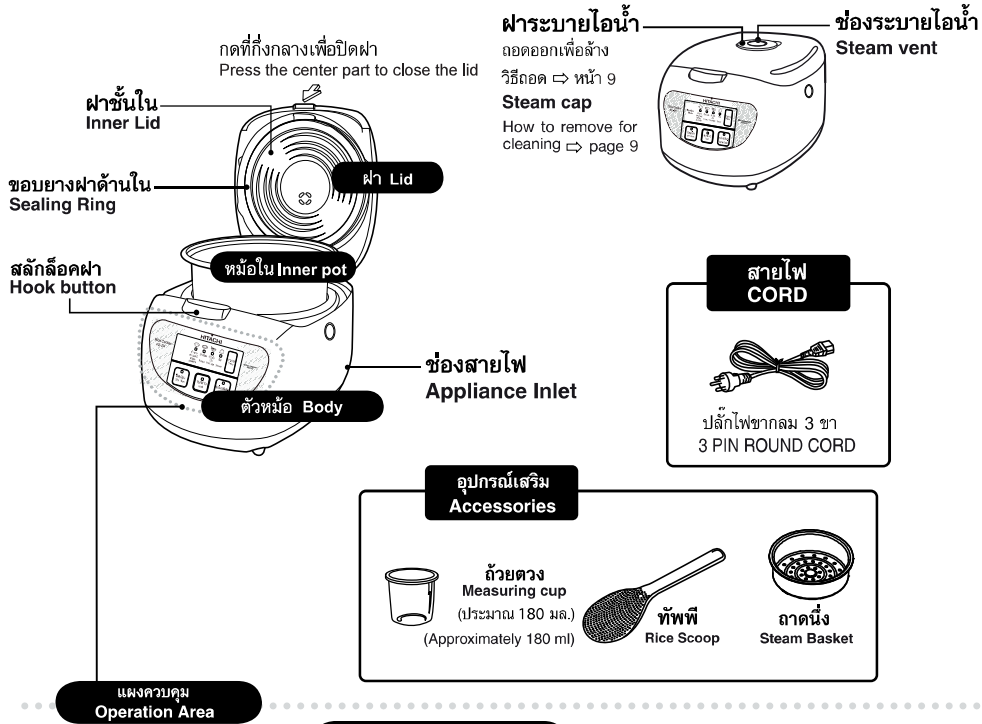 กดที่กึ่งกลางเพื่อปิดฝา
Press the center part to close the lid
ฝาชั้นใน
Inner Lid
ขอบยางฝาด้านใน
Sealing Ring
ฝา Lid
สลักล็อคฝา
Hook button
หม้อใน Inner pot
HITACHI
ช่องสายไฟ
Appliance Inlet
ตัวหม้อ Body
ฝาระบายไอน้ำ
ถอดออกเพื่อล้าง
วิธีถอด ⇨ หน้า 9
Steam cap
How to remove for
cleaning ⇨ page 9
ช่องระบายไอน้ำ
Steam vent
HITACHI
สายไฟ
CORD
ปลั๊กไฟขากลม 3 ขา
3 PIN ROUND CORD
อุปกรณ์เสริม
Accessories
ถ้วยตวง
Measuring cup
(ประมาณ 180 มล.)
(Approximately 180 ml)
ทัพพี
Rice Scoop
ถาดนึ่ง
Steam Basket
แผงควบคุม
Operation Area